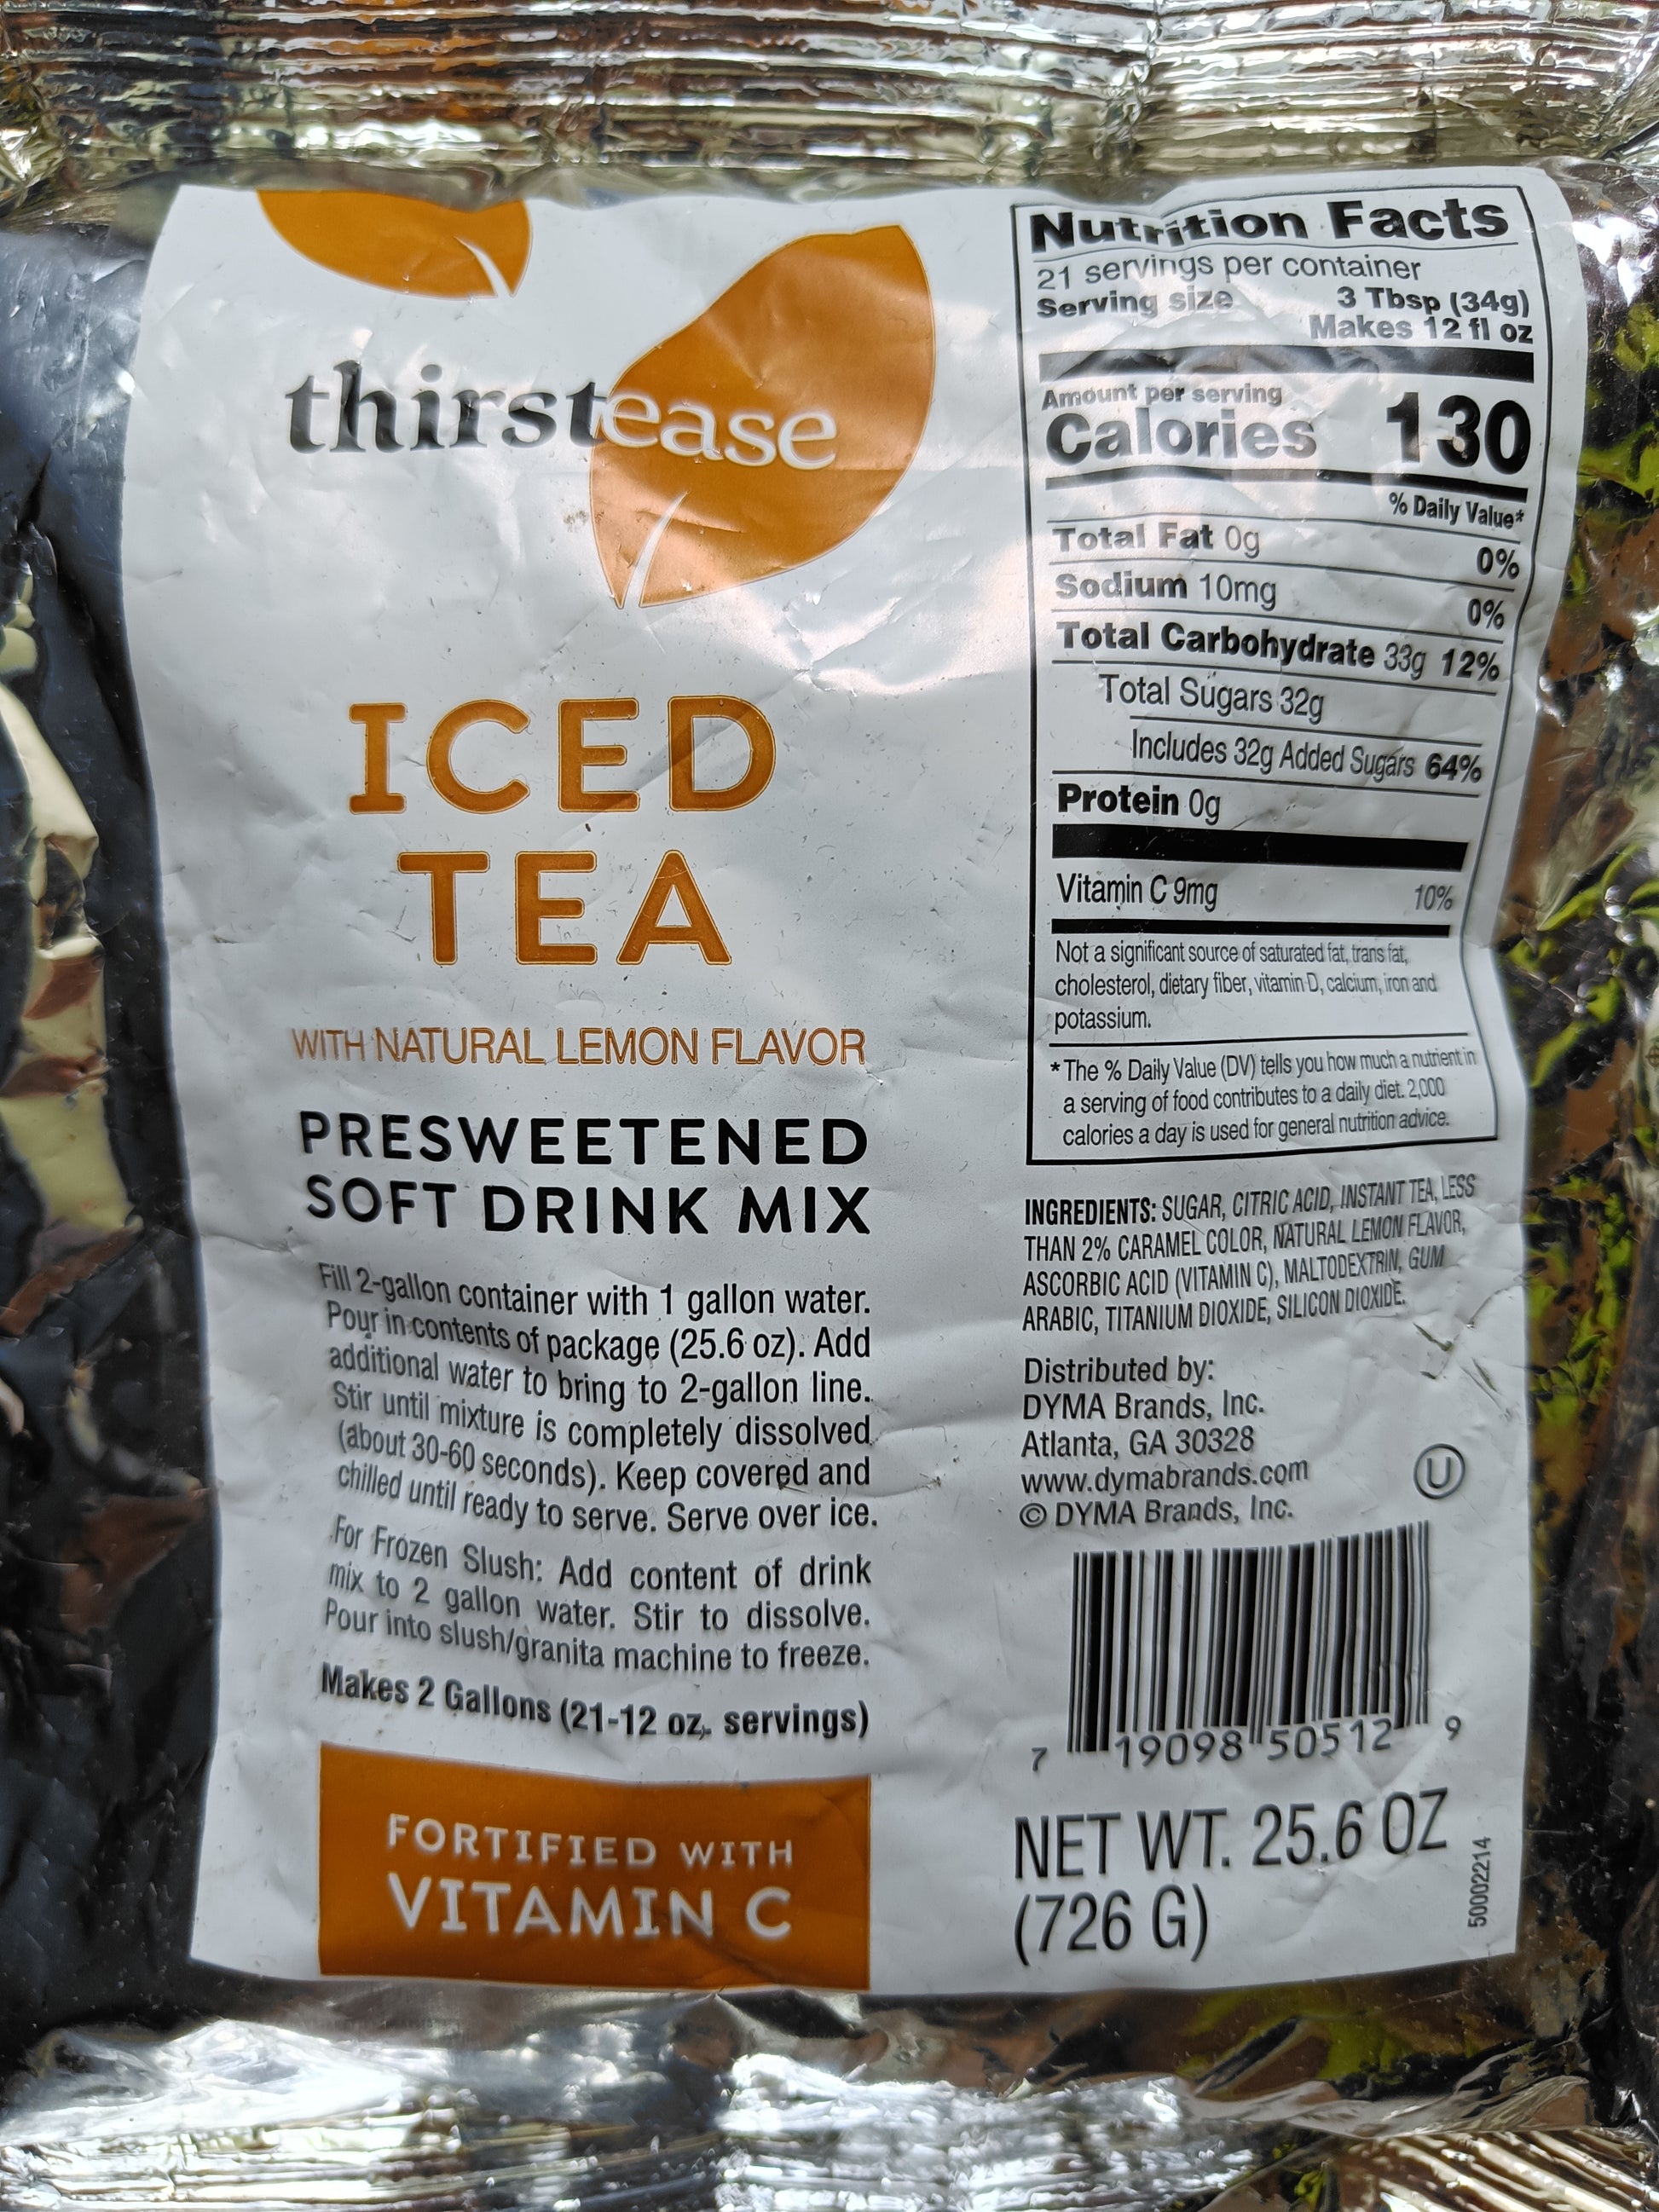 thirstease
ICED
TEA
WITH NATURAL LEMON FLAVOR
PRESWEETENED
SOFT DRINK MIX
Fill 2-gallon container with 1 gallon water.
Pour in contents of package (25.6 oz). Add
additional water to bring to 2-gallon line.
Stir until mixture is completely dissolved
(about 30-60 seconds). Keep covered and
chilled until ready to serve. Serve over ice.
For Frozen Slush: Add content of drink
mix to 2 gallon water. Stir to dissolve.
Pour into slush/granita machine to freeze.
Makes 2 Gallons (21-12 oz. servings)
FORTIFIED WITH
VITAMIN C
Nutrition Facts
21 servings per container
Serving size 3 Tbsp (34g)
Makes 12 fl oz
Amount per serving
Calories 130
% Daily Value*
Total Fat 0g 0%
Sodium 10mg 0%
Total Carbohydrate 33g 12%
Total Sugars 32g
Includes 32g Added Sugars 64%
Protein 0g
Vitamin C 9mg 10%
Not a significant source of saturated fat, trans fat,
cholesterol, dietary fiber, vitamin D, calcium, iron and
potassium.
*The % Daily Value (DV) tells you how much a nutrient in
a serving of food contributes to a daily diet. 2,000
calories a day is used for general nutrition advice.
INGREDIENTS: SUGAR, CITRIC ACID, INSTANT TEA, LESS
THAN 2% CARAMEL COLOR, NATURAL LEMON FLAVOR,
ASCORBIC ACID (VITAMIN C), MALTODEXTRIN, GUM
ARABIC, TITANIUM DIOXIDE, SILICON DIOXIDE.
Distributed by:
DYMA Brands, Inc.
Atlanta, GA 30328
www.dymabrands.com
© DYMA Brands, Inc.
U
7 19098 50512 9
NET WT. 25.6 OZ
(726 G)
50002214